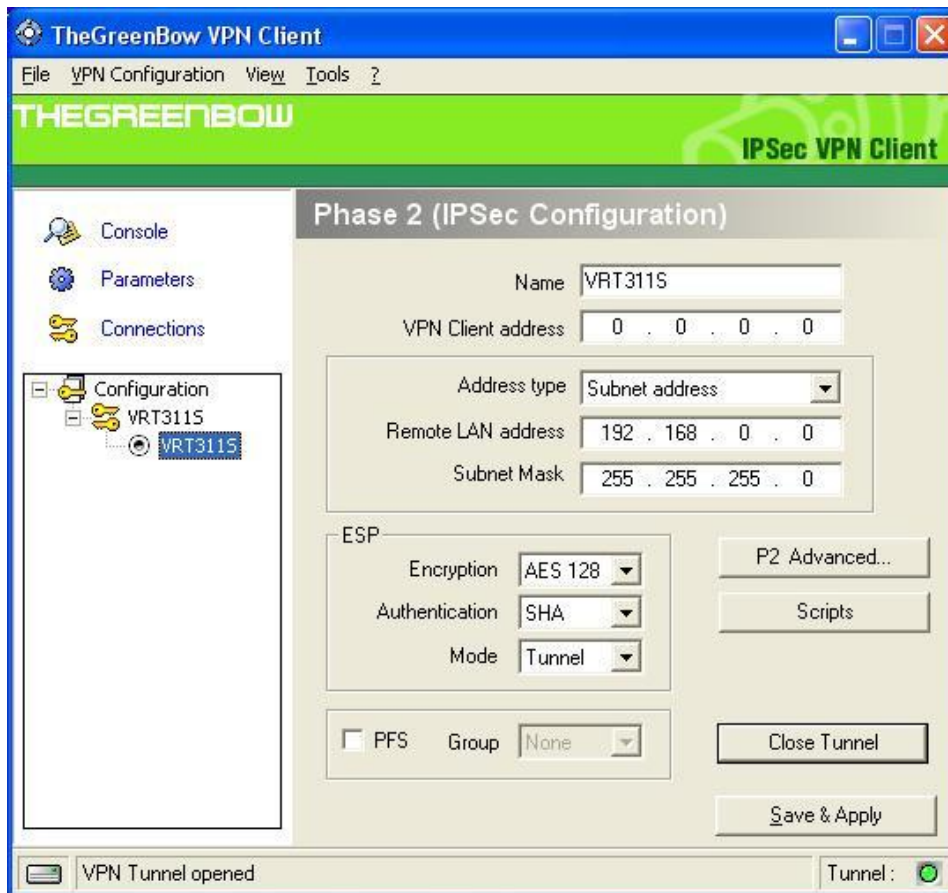 TheGreenBow VPN Client
File VPN Configuration View Tools ?
THEGREENBOW
IPSec VPN Client
Console
Parameters
Connections
Configuration
VRT311S
VRT311S
Phase 2 (IPSec Configuration)
Name VRT311S
VPN Client address 0 . 0 . 0 . 0
Address type Subnet address
Remote LAN address 192 . 168 . 0 . 0
Subnet Mask 255 . 255 . 255 . 0
ESP
Encryption AES 128
Authentication SHA
Mode Tunnel
P2 Advanced...
Scripts
PFS Group None
Close Tunnel
Save & Apply
VPN Tunnel opened
Tunnel :